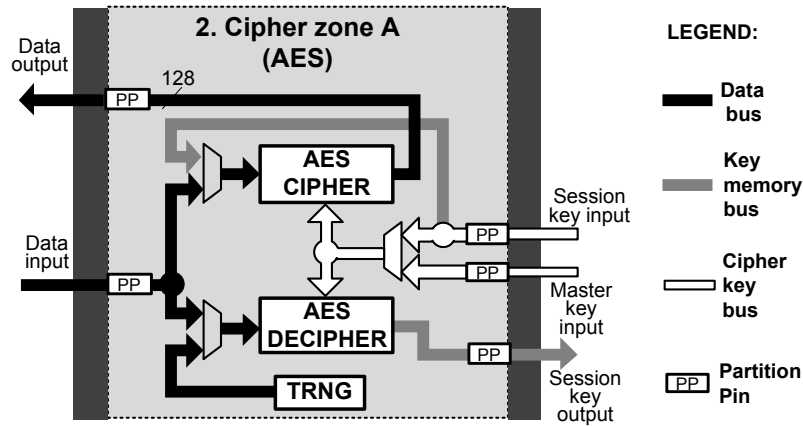 2. Cipher zone A
(AES)
Data
output
PP
128
AES
CIPHER
Session
key input
PP
Data
input
PP
PP
Master
key
input
AES
DECIPHER
PP
Session
key
output
TRNG
LEGEND:
Data
bus
Key
memory
bus
Cipher
key
bus
PP
Partition
Pin